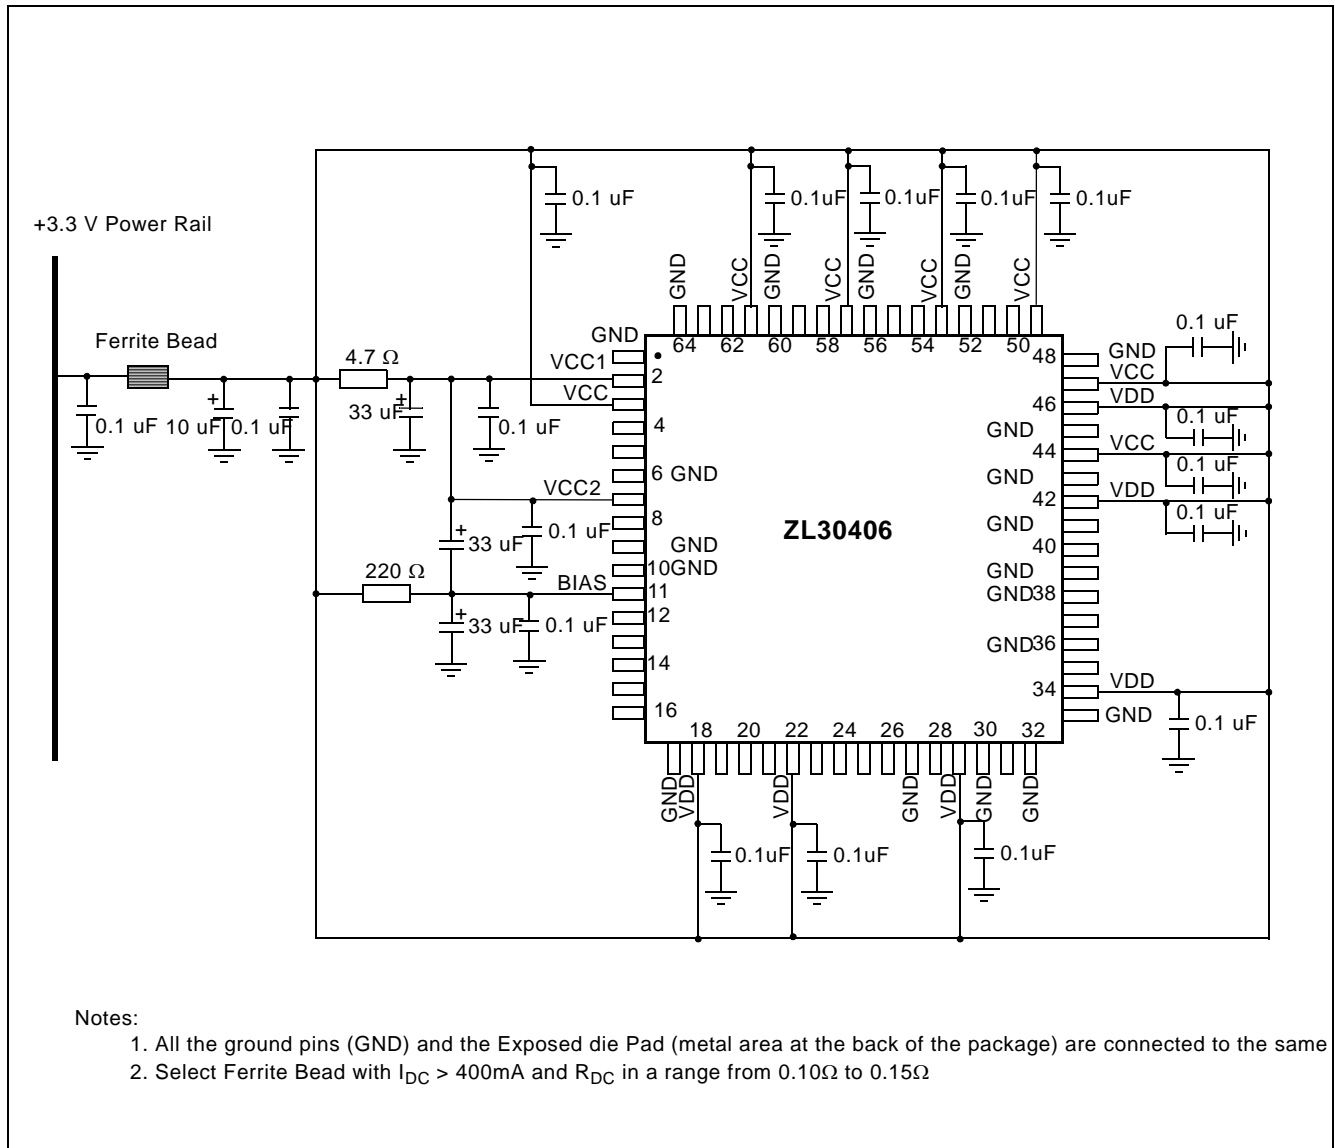 0.1 uF
0.1uF
0.1uF
0.1uF
0.1uF
+3.3 V Power Rail
GND
VCC
GND
VCC
GND
VCC
GND
VCC
64
62
60
58
56
54
52
50
Ferrite Bead
0.1 uF
+
10 uF
0.1 uF
4.7 Ω
+
33 uF
0.1 uF
GND
VCC1
2
VCC
4
6 GND
VCC2
8
+
33 uF
0.1 uF
GND
10 GND
220 Ω
BIAS
11
+
33 uF
0.1 uF
12
14
16
ZL30406
48
GND
0.1 uF
VCC
46
VDD
0.1 uF
GND
44
VCC
0.1 uF
GND
42
VDD
0.1 uF
GND
40
GND
GND 38
GND 36
34
VDD
GND
0.1 uF
18
20
22
24
26
28
30
32
GND
VDD
VDD
GND
VDD
GND
GND
0.1uF
0.1uF
0.1uF
Notes:
1. All the ground pins (GND) and the Exposed die Pad (metal area at the back of the package) are connected to the same
2. Select Ferrite Bead with IDC > 400mA and RDC in a range from 0.10Ω to 0.15Ω